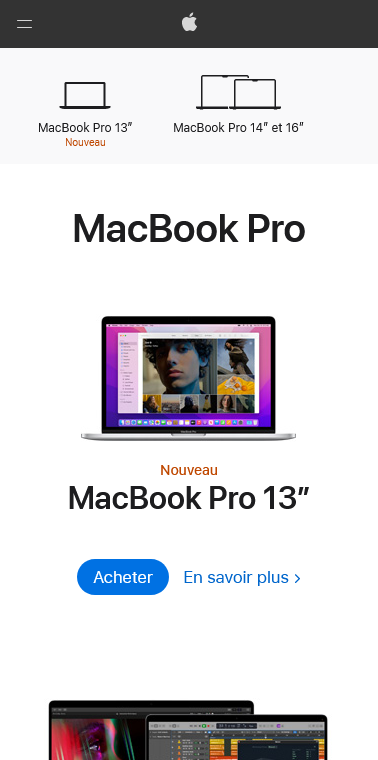 MacBook Pro 13”
Nouveau
MacBook Pro 14” et 16”
MacBook Pro
Nouveau
MacBook Pro 13”
Acheter
En savoir plus